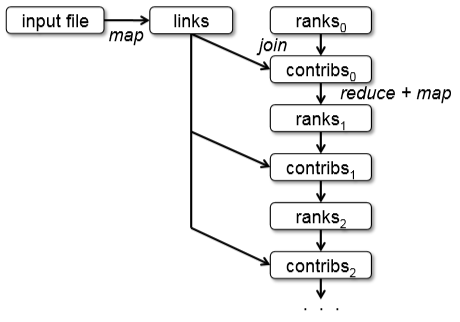 input file
map
links
ranks₀
join
contribs₀
reduce + map
ranks₁
contribs₁
ranks₂
contribs₂
. . .